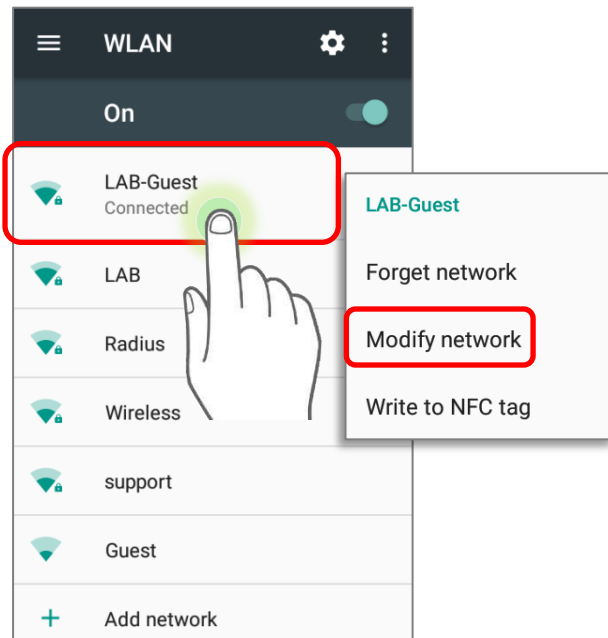 WLAN
On
LAB-Guest
Connected
LAB
Radius
Wireless
support
Guest
Add network
LAB-Guest
Forget network
Modify network
Write to NFC tag